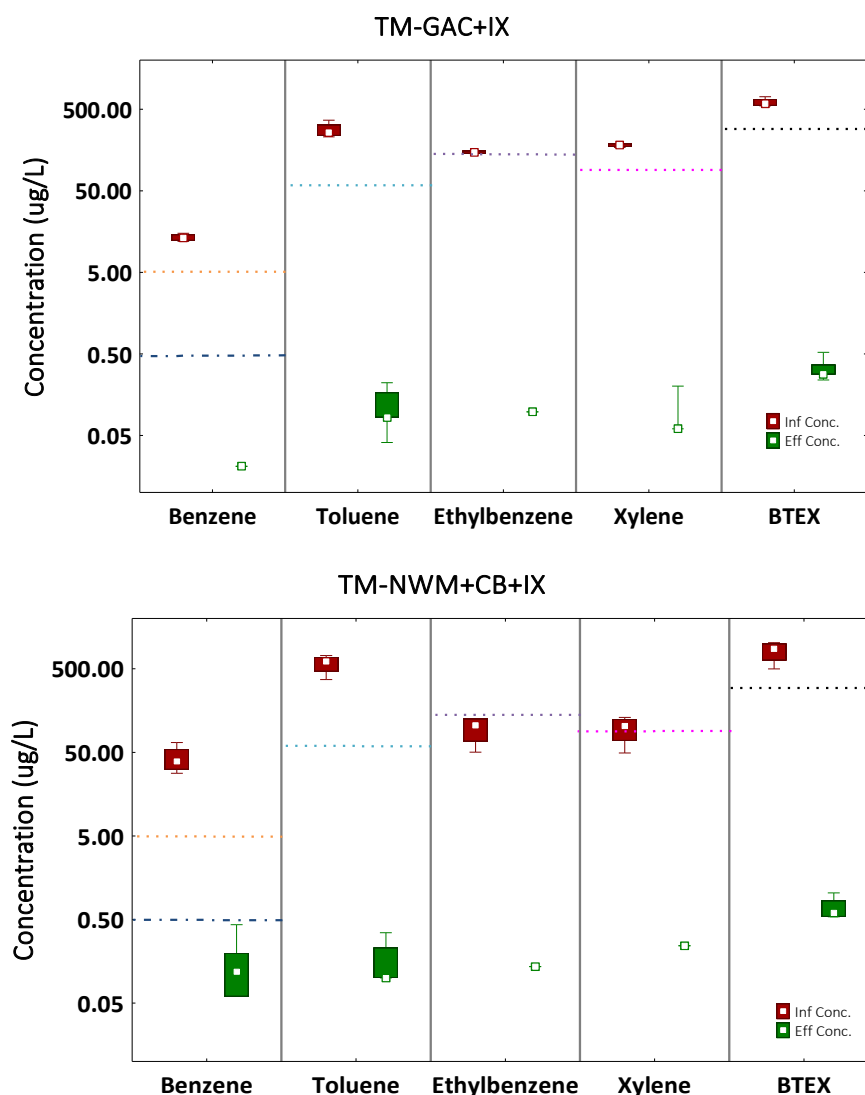 TM-GAC+IX
Concentration (ug/L)
500.00
50.00
5.00
0.50
0.05
Inf Conc.
Eff Conc.
Benzene Toluene Ethylbenzene Xylene BTEX
TM-NWM+CB+IX
Concentration (ug/L)
500.00
50.00
5.00
0.50
0.05
Inf Conc.
Eff Conc.
Benzene Toluene Ethylbenzene Xylene BTEX